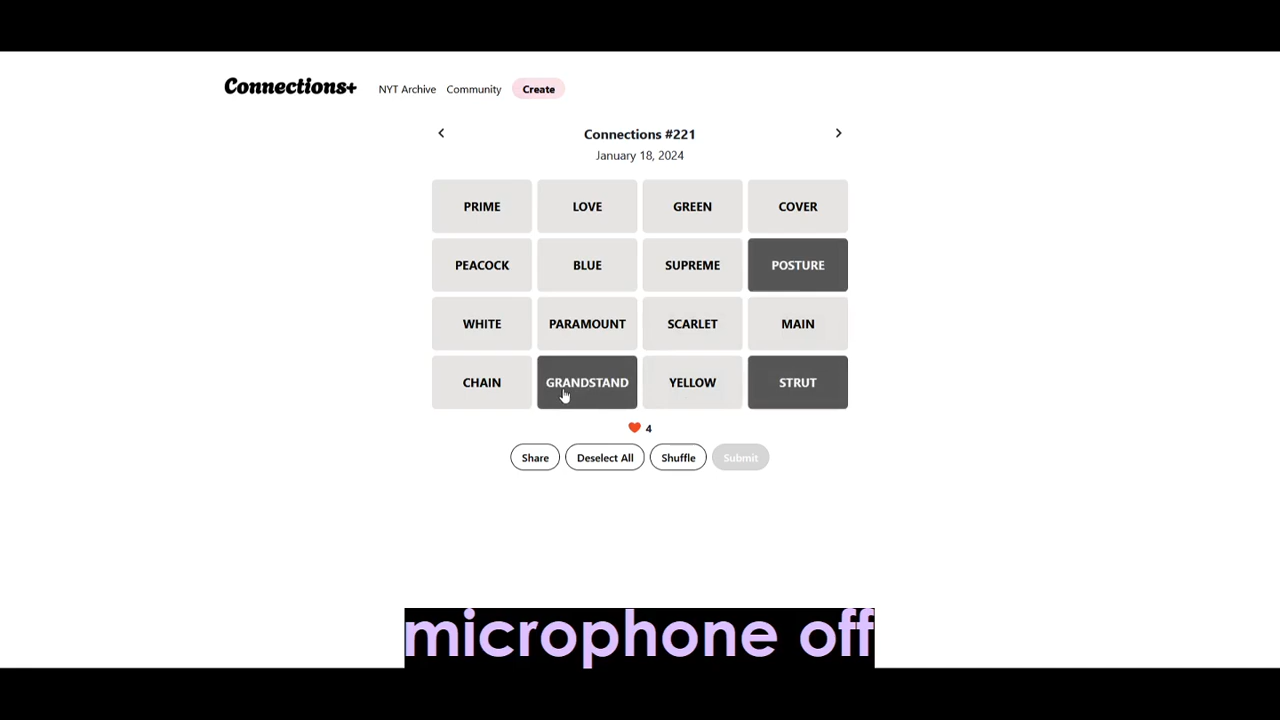 Connections+ NYT Archive Community Create
Connections #221
January 18, 2024
PRIME LOVE GREEN COVER
PEACOCK BLUE SUPREME POSTURE
WHITE PARAMOUNT SCARLET MAIN
CHAIN GRANDSTAND YELLOW STRUT
4
Share Deselect All Shuffle Submit
microphone off